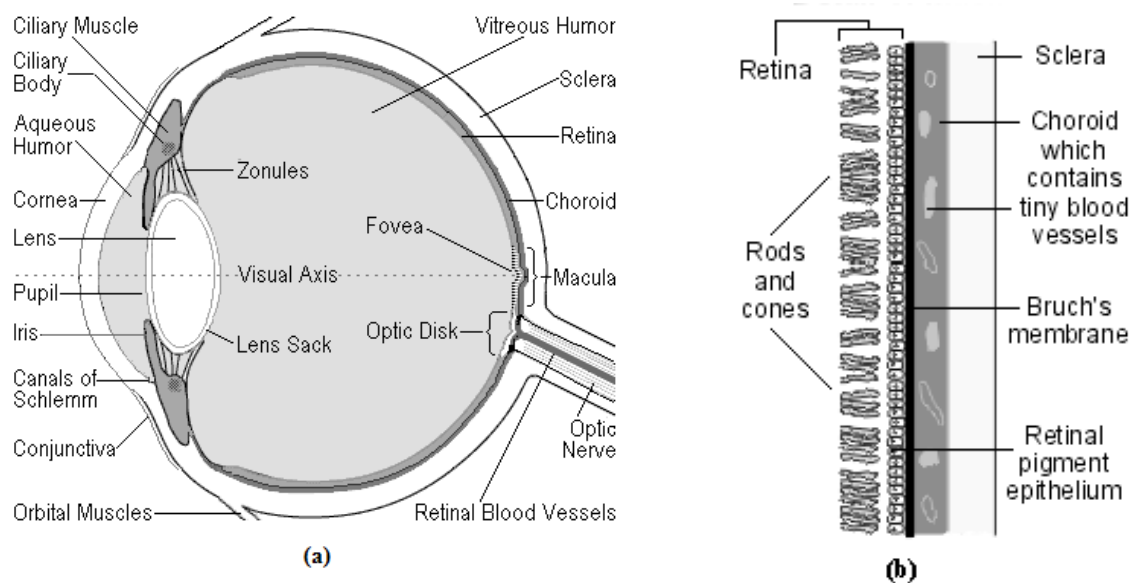 Ciliary Muscle
Ciliary
Body
Aqueous
Humor
Cornea
Lens
Pupil
Iris
Canals of
Schlemm
Conjunctiva
Orbital Muscles
Vitreous Humor
Sclera
Retina
Zonules
Choroid
Fovea
Visual Axis
Macula
Optic Disk
Lens Sack
Optic
Nerve
Retinal Blood Vessels
(a)
Retina
Sclera
Choroid
which
contains
tiny blood
vessels
Rods
and
cones
Bruch's
membrane
Retinal
pigment
epithelium
(b)